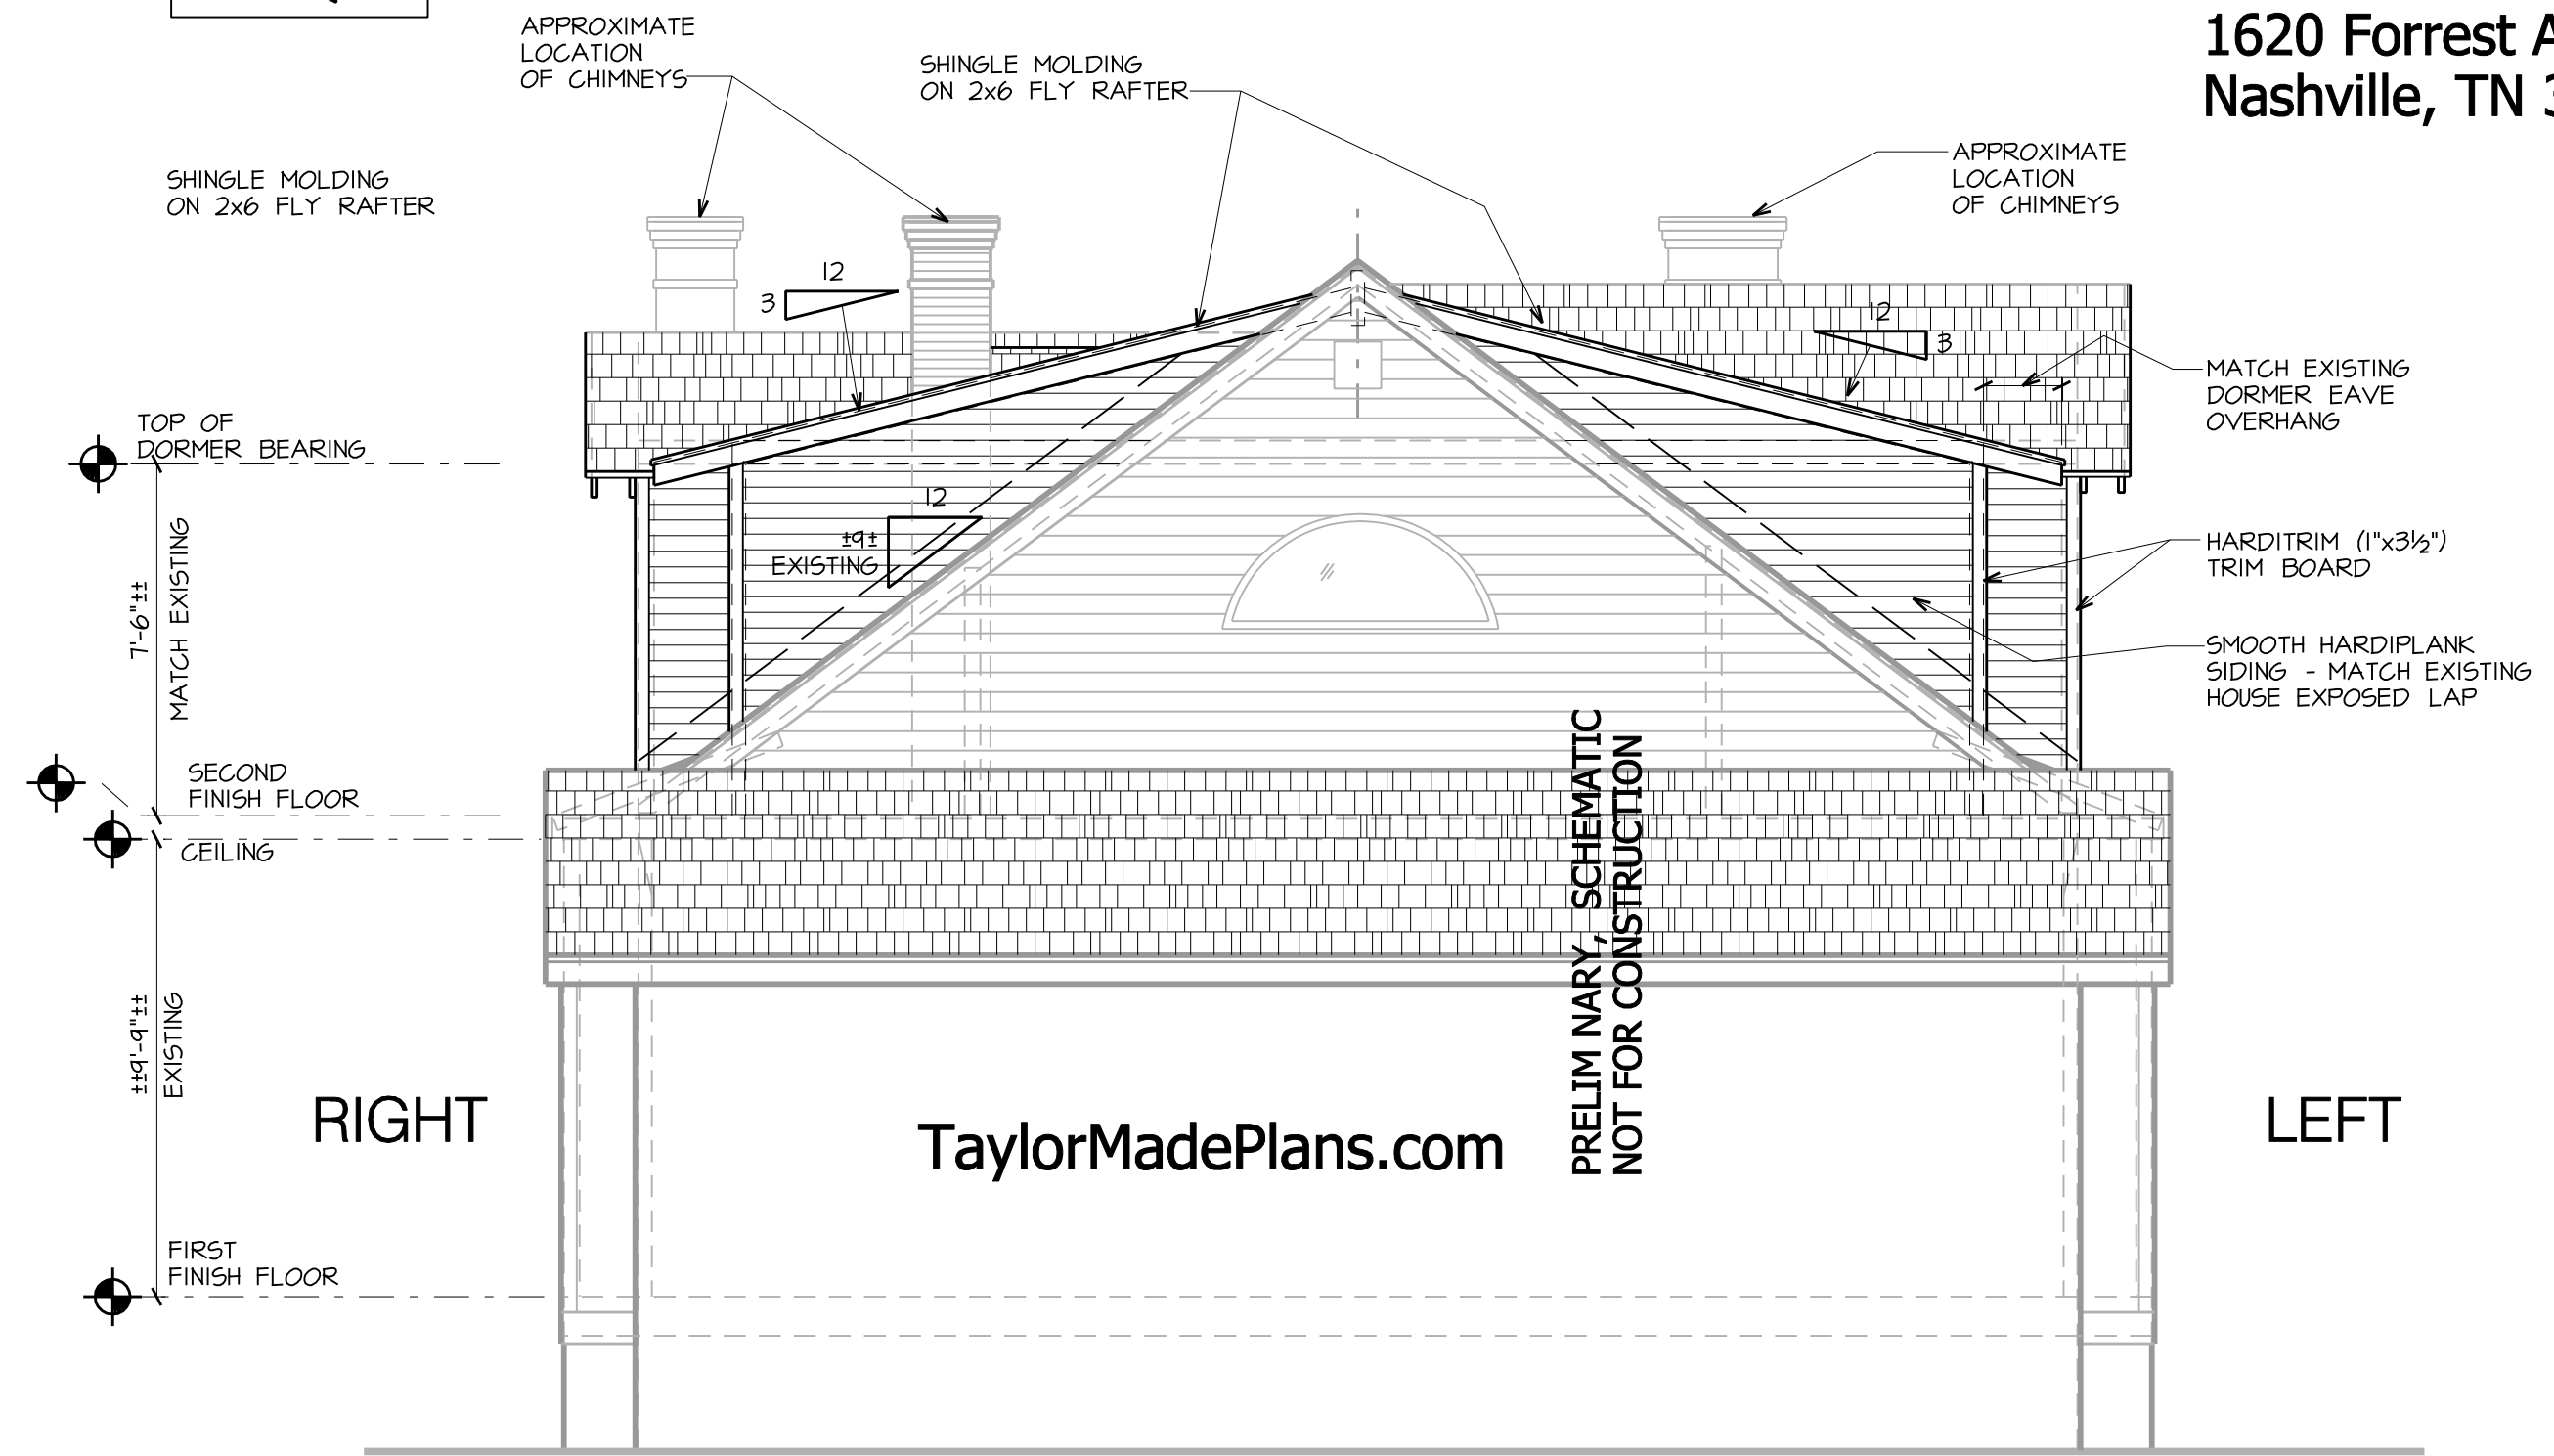 APPROXIMATE
LOCATION
OF CHIMNEYS
SHINGLE MOLDING
ON 2x6 FLY RAFTER
1620 Forrest
Nashville, TN
APPROXIMATE
LOCATION
OF CHIMNEYS
SHINGLE MOLDING
ON 2x6 FLY RAFTER
12
3
12
3
MATCH EXISTING
DORMER EAVE
OVERHANG
TOP OF
DORMER BEARING
12
±9±
EXISTING
HARDITRIM (1"x3½")
TRIM BOARD
7'-6"±±
MATCH EXISTING
SMOOTH HARDIPLANK
SIDING - MATCH EXISTING
HOUSE EXPOSED LAP
SECOND
FINISH FLOOR
CEILING
PRELIM NARY, SCHEMATIC
NOT FOR CONSTRUCTION
±±9'-9"±±
EXISTING
RIGHT
TaylorMadePlans.com
LEFT
FIRST
FINISH FLOOR